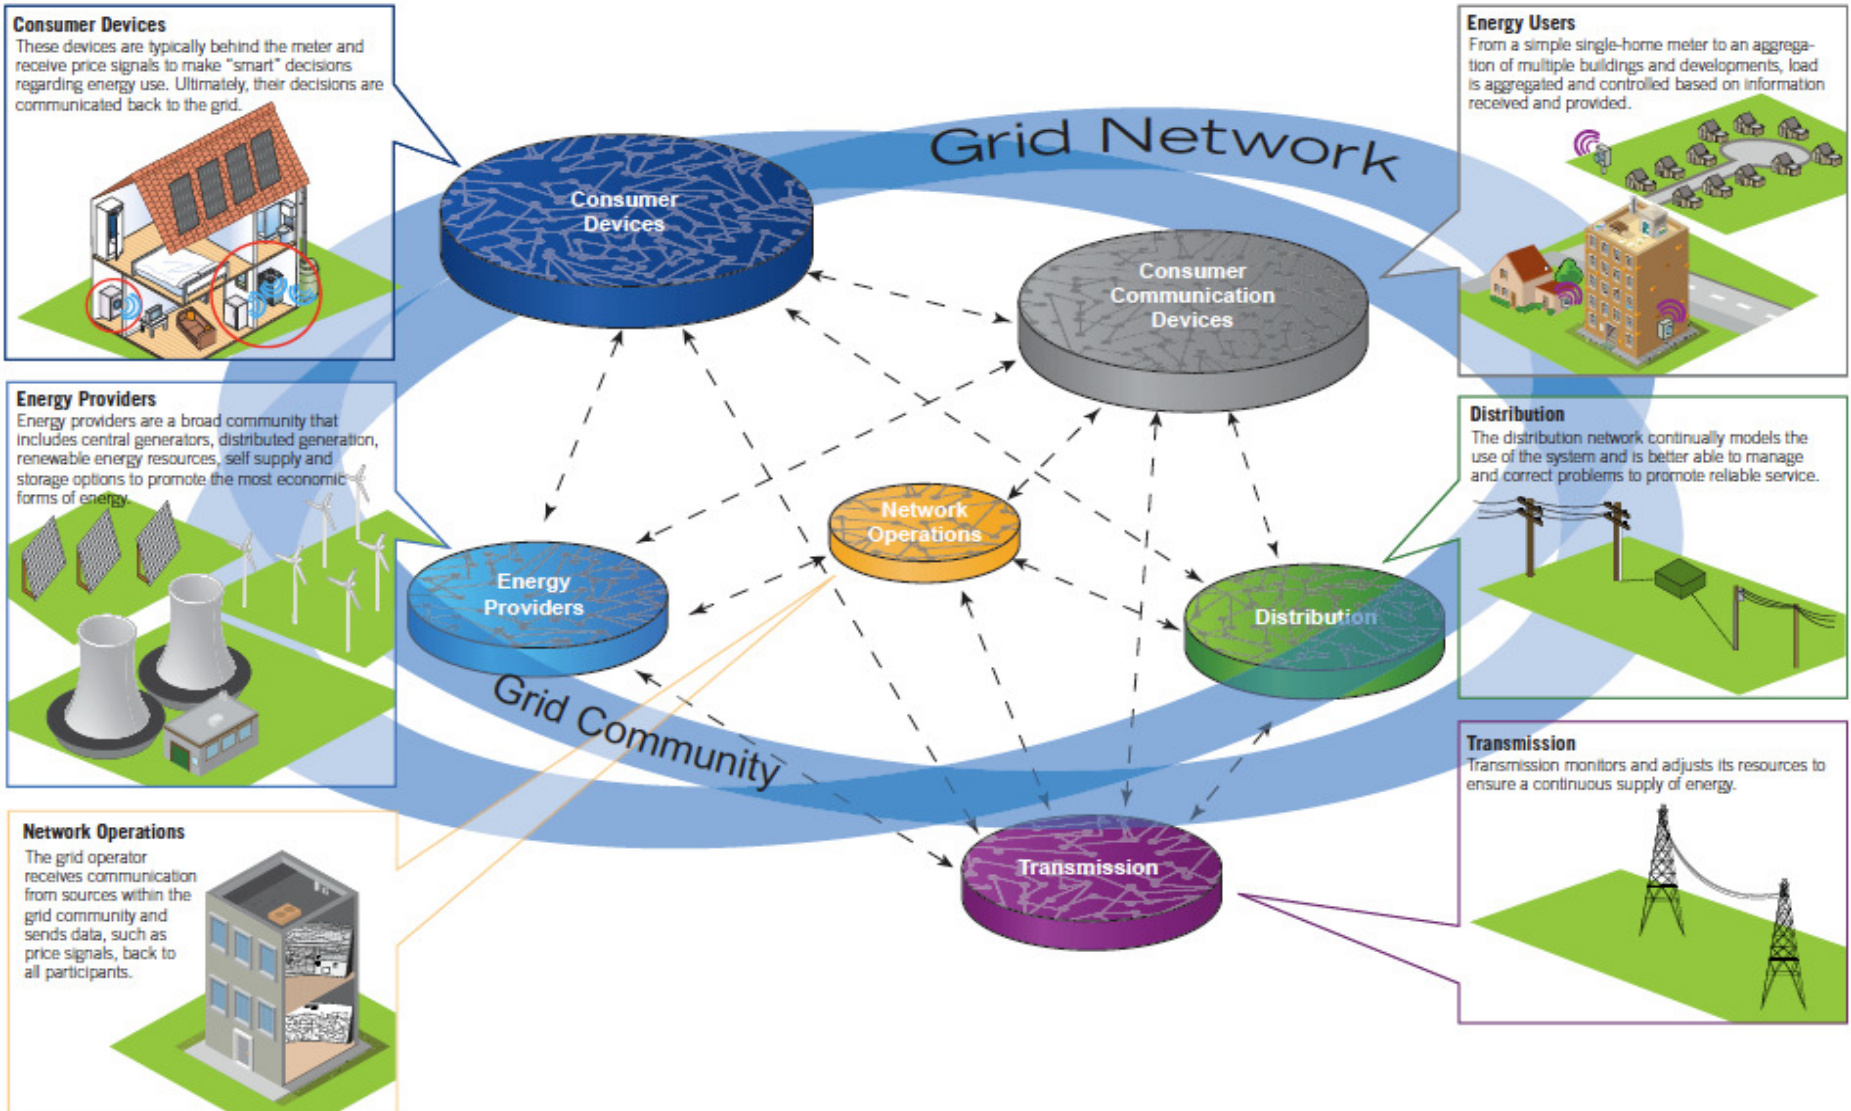 Consumer Devices
These devices are typically behind the meter and
receive price signals to make “smart” decisions
regarding energy use. Ultimately, their decisions are
communicated back to the grid.
Energy Users
From a simple single-home meter to an aggrega-
tion of multiple buildings and developments, load
is aggregated and controlled based on information
received and provided.
Grid Network
Consumer
Devices
Consumer
Communication
Devices
Energy Providers
Energy providers are a broad community that
includes central generators, distributed generation,
renewable energy resources, self supply and
storage options to promote the most economic
forms of energy.
Distribution
The distribution network continually models the
use of the system and is better able to manage
and correct problems to promote reliable service.
Network
Operations
Energy
Providers
Distribution
Grid Community
Transmission
Transmission monitors and adjusts its resources to
ensure a continuous supply of energy.
Network Operations
The grid operator
receives communication
from sources within the
grid community and
sends data, such as
price signals, back to
all participants.
Transmission